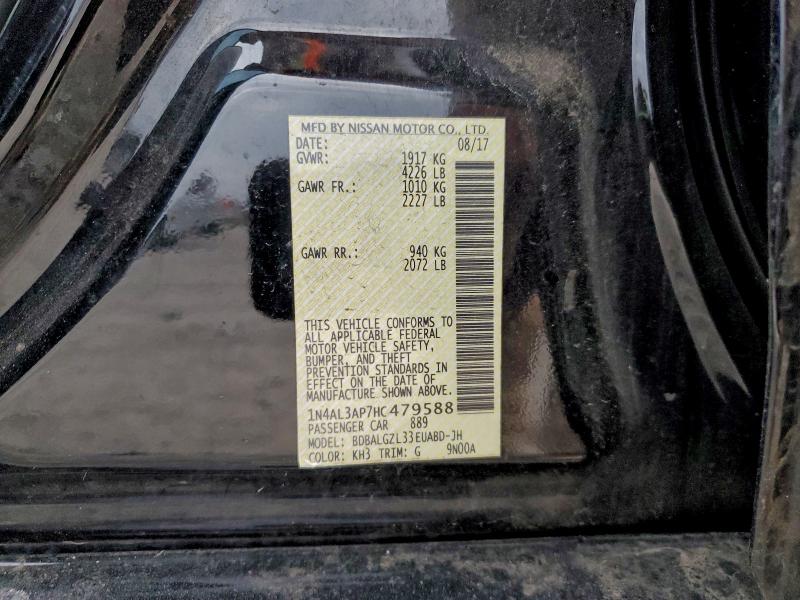 MFD BY NISSAN MOTOR CO., LTD.
DATE: 08/17
GVWR: 1917 KG
4226 LB
GAWR FR.: 1010 KG
2227 LB
GAWR RR.: 940 KG
2072 LB
THIS VEHICLE CONFORMS TO
ALL APPLICABLE FEDERAL
MOTOR VEHICLE SAFETY,
BUMPER, AND THEFT
PREVENTION STANDARDS IN
EFFECT ON THE DATE OF
MANUFACTURE SHOWN ABOVE.
1N4AL3AP7HC479588
PASSENGER CAR 889
MODEL: BDBALGZL33EUABD-JH
COLOR: KH3 TRIM: G 9N00A